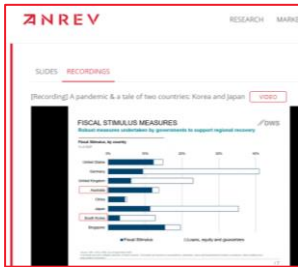 ANREV
RESEARCH MARKE
SLIDES RECORDINGS
[Recording] A pandemic & a tale of two countries: Korea and Japan VIDEO
FISCAL STIMULUS MEASURES
DWS
Robust measures undertaken by governments to support regional recovery
Fiscal Stimulus, by country
United States
Germany
United Kingdom
Australia
China
Japan
South Korea
Singapore
Fiscal Stimulus Loans, equity and guarantees